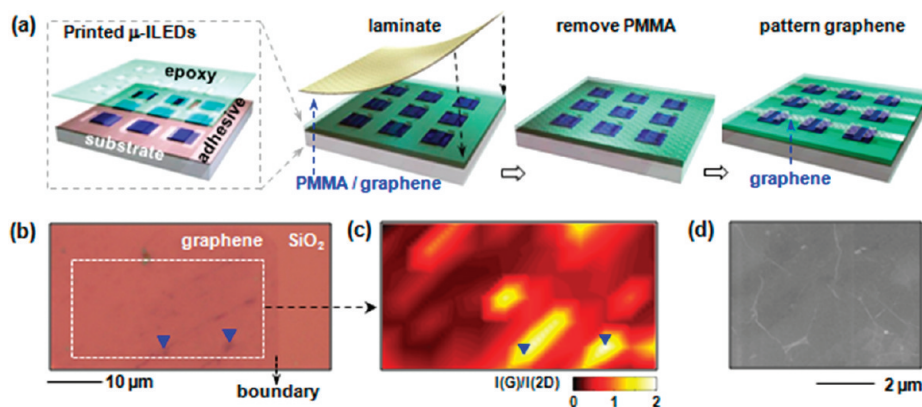 (a)
Printed μ-ILEDs
laminate
remove PMMA
pattern graphene
epoxy
adhesive
substrate
PMMA / graphene
graphene
(b)
graphene
SiO₂
(c)
(d)
10 μm
boundary
I(G)/I(2D)
0 1 2
2 μm